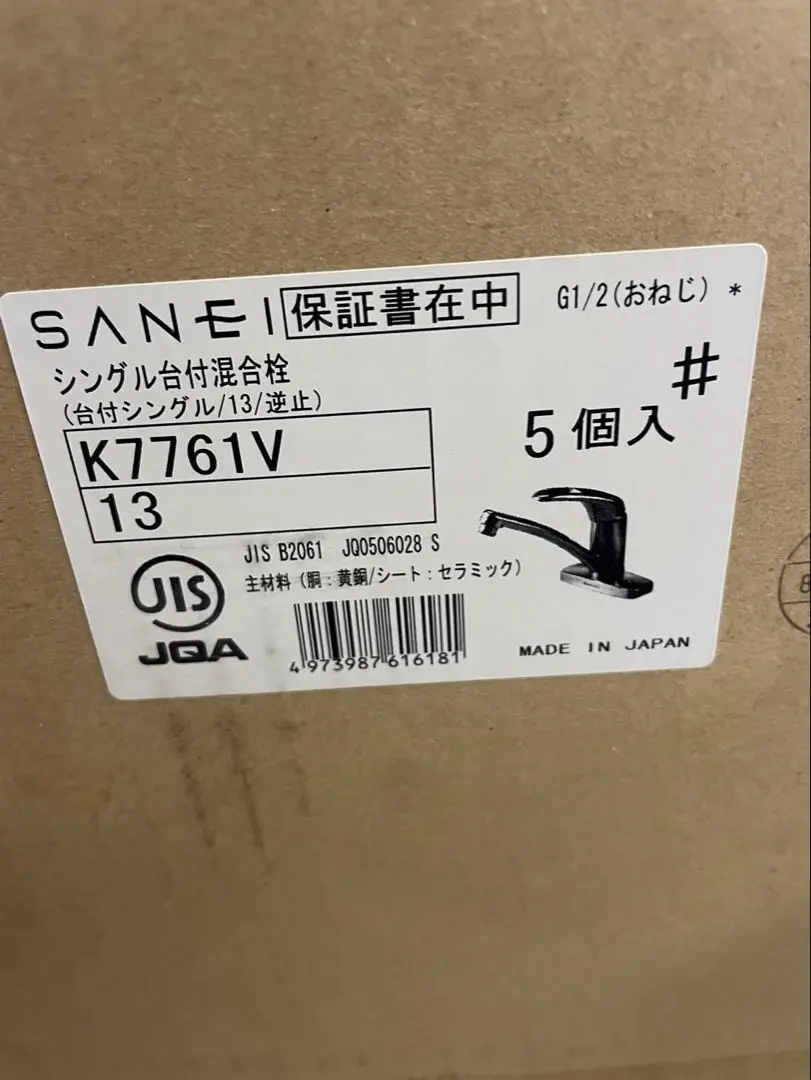 SANEI 保証書在中 G1/2(おねじ) *
シングル台付混合栓
(台付シングル/13/逆止)
#
K7761V
5個入
13
JIS B2061 JQ0506028 S
主材料(胴:黄銅/シート:セラミック)
JIS
JQA
4973987616181
MADE IN JAPAN
8